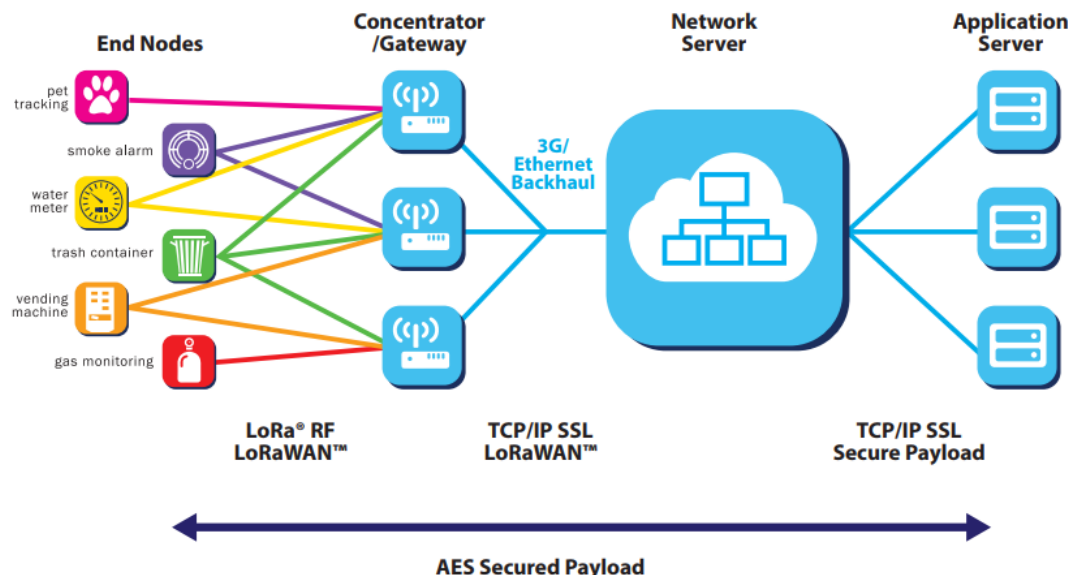 End Nodes
Concentrator
/Gateway
Network
Server
Application
Server
pet
tracking
smoke alarm
water
meter
trash container
vending
machine
gas monitoring
3G/
Ethernet
Backhaul
LoRa® RF
LoRaWAN™
TCP/IP SSL
LoRaWAN™
TCP/IP SSL
Secure Payload
AES Secured Payload